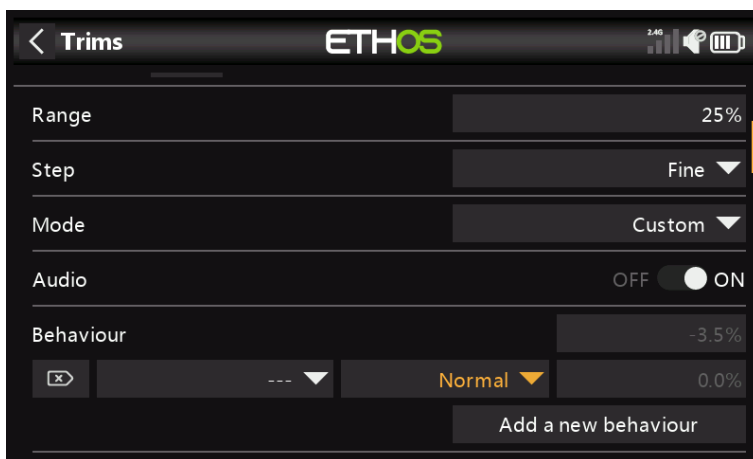 Trims ETHOS 2.4G
Range 25%
Step Fine
Mode Custom
Audio OFF ON
Behaviour -3.5%
--- Normal 0.0%
Add a new behaviour